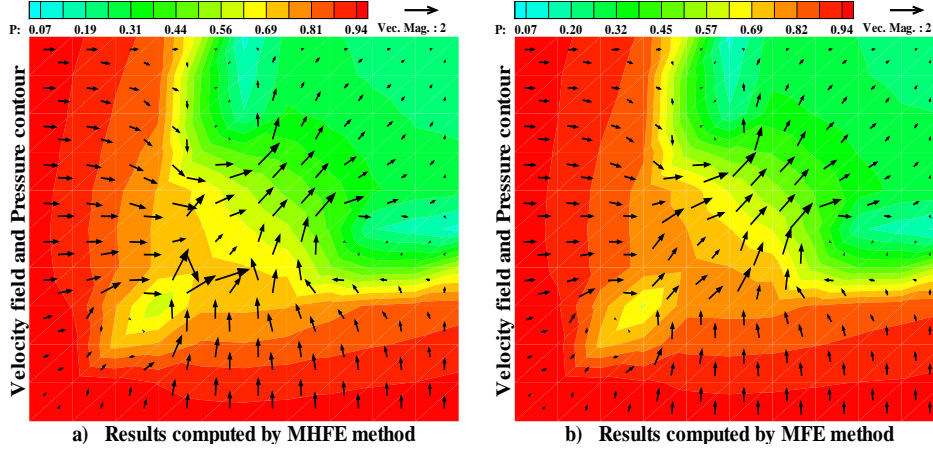 P: 0.07 0.19 0.31 0.44 0.56 0.69 0.81 0.94 Vec. Mag. : 2
Velocity field and Pressure contour
a) Results computed by MHFE method
P: 0.07 0.20 0.32 0.45 0.57 0.69 0.82 0.94 Vec. Mag. : 2
Velocity field and Pressure contour
b) Results computed by MFE method